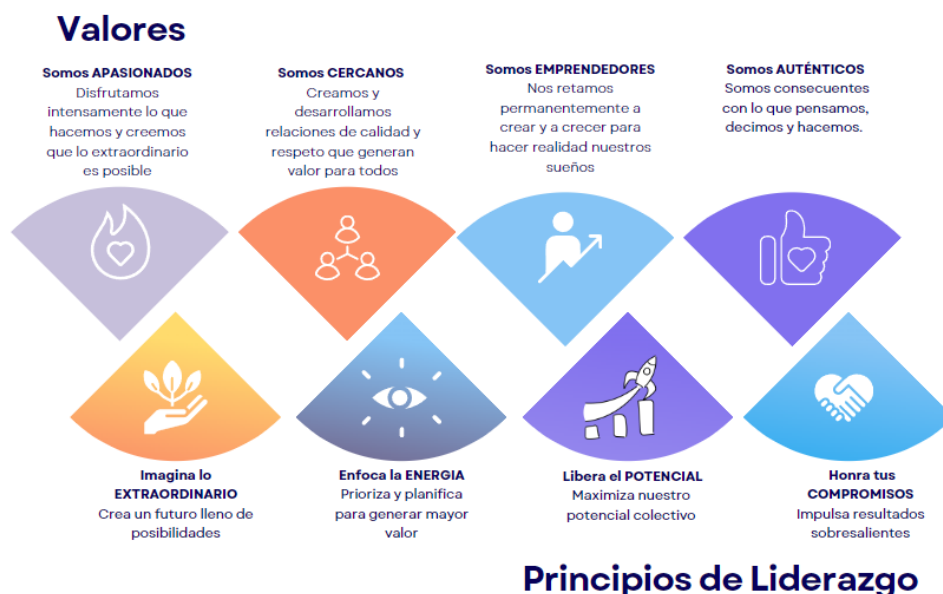 Valores
Somos APASIONADOS
Disfrutamos
intensamente lo que
hacemos y creemos
que lo extraordinario
es posible
Somos CERCANOS
Creamos y
desarrollamos
relaciones de calidad y
respeto que generan
valor para todos
Somos EMPRENDEDORES
Nos retamos
permanentemente a
crear y a crecer para
hacer realidad nuestros
sueños
Somos AUTÉNTICOS
Somos consecuentes
con lo que pensamos,
decimos y hacemos.
Imagina lo
EXTRAORDINARIO
Crea un futuro lleno de
posibilidades
Enfoca la ENERGIA
Prioriza y planifica
para generar mayor
valor
Libera el POTENCIAL
Maximiza nuestro
potencial colectivo
Honra tus
COMPROMISOS
Impulsa resultados
sobresalientes
Principios de Liderazgo